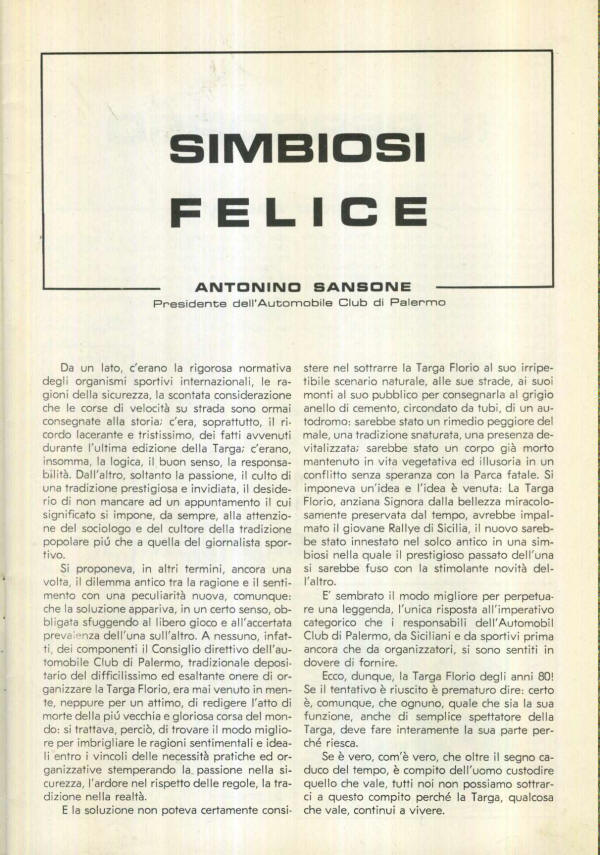 SIMBIOSI
FELICE
ANTONINO SANSONE
Presidente dell'Automobile Club di Palermo
Da un lato, c'erano la rigorosa normativa
degli organismi sportivi internazionali, le ra-
gioni della sicurezza, la scontata considerazione
che le corse di velocità su strada sono ormai
consegnate alla storia; c'era, soprattutto, il ri-
cordo lacerante e tristissimo, dei fatti avvenuti
durante l'ultima edizione della Targa; c'erano,
insomma, la logica, il buon senso, la responsa-
bilità. Dall'altro, soltanto la passione, il culto di
una tradizione prestigiosa e invidiata, il deside-
rio di non mancare ad un appuntamento il cui
significato si impone, da sempre, alla attenzio-
ne del sociologo e del cultore della tradizione
popolare piú che a quella del giornalista spor-
tivo.
Si proponeva, in altri termini, ancora una
volta, il dilemma antico tra la ragione e il senti-
mento con una peculiarità nuova, comunque:
che la soluzione appariva, in un certo senso, ob-
bligata sfuggendo al libero gioco e all'accertata
prevalenza dell'una sull'altro. A nessuno, infat-
ti, dei componenti il Consiglio direttivo dell'au-
tomobile Club di Palermo, tradizionale deposi-
tario del difficilissimo ed esaltante onere di or-
ganizzare la Targa Florio, era mai venuto in men-
te, neppure per un attimo, di redigere l'atto di
morte della piú vecchia e gloriosa corsa del mon-
do: si trattava, perciò, di trovare il modo miglio-
re per imbrigliare le ragioni sentimentali e idea-
li entro i vincoli delle necessità pratiche ed or-
ganizzative stemperando la passione nella si-
curezza, l'ardore nel rispetto delle regole, la tra-
dizione nella realtà.
E la soluzione non poteva certamente consi-
stere nel sottrarre la Targa Florio al suo irripe-
tibile scenario naturale, alle sue strade, ai suoi
monti al suo pubblico per consegnarla al grigio
anello di cemento, circondato da tubi, di un au-
todromo: sarebbe stato un rimedio peggiore del
male, una tradizione snaturata, una presenza de-
vitalizzata; sarebbe stato un corpo già morto
mantenuto in vita vegetativa ed illusoria in un
conflitto senza speranza con la Parca fatale. Si
imponeva un'idea e l'idea è venuta: La Targa
Florio, anziana Signora dalla bellezza miracolo-
samente preservata dal tempo, avrebbe impal-
mato il giovane Rallye di Sicilia, il nuovo sareb-
be stato innestato nel solco antico in una sim-
biosi nella quale il prestigioso passato dell'una
si sarebbe fuso con la stimolante novità del-
l'altro.
E' sembrato il modo migliore per perpetua-
re una leggenda, l'unica risposta all'imperativo
categorico che i responsabili dell'Automobil
Club di Palermo, da Siciliani e da sportivi prima
ancora che da organizzatori, si sono sentiti in
dovere di fornire.
Ecco, dunque, la Targa Florio degli anni 80!
Se il tentativo è riuscito è prematuro dire: certo
è, comunque, che ognuno, quale che sia la sua
funzione, anche di semplice spettatore della
Targa, deve fare interamente la sua parte per-
ché riesca.
Se è vero, com'è vero, che oltre il segno ca-
duco del tempo, è compito dell'uomo custodire
quello che vale, tutti noi non possiamo sottrar-
ci a questo compito perché la Targa, qualcosa
che vale, continui a vivere.